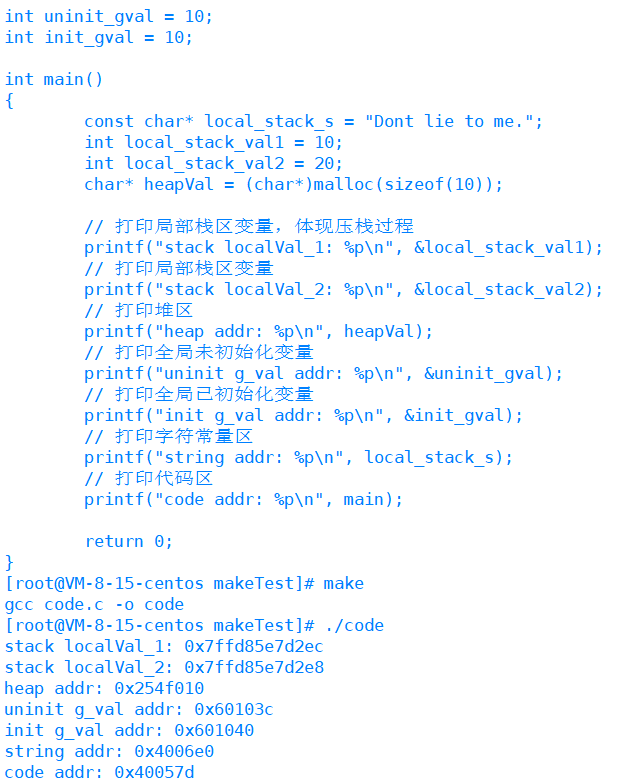 int uninit_gval = 10;
int init_gval = 10;

int main()
{
        const char* local_stack_s = "Dont lie to me.";
        int local_stack_val1 = 10;
        int local_stack_val2 = 20;
        char* heapVal = (char*)malloc(sizeof(10));

        // 打印局部栈区变量，体现压栈过程
        printf("stack localVal_1: %p\n", &local_stack_val1);
        // 打印局部栈区变量
        printf("stack localVal_2: %p\n", &local_stack_val2);
        // 打印堆区
        printf("heap addr: %p\n", heapVal);
        // 打印全局未初始化变量
        printf("uninit g_val addr: %p\n", &uninit_gval);
        // 打印全局已初始化变量
        printf("init g_val addr: %p\n", &init_gval);
        // 打印字符常量区
        printf("string addr: %p\n", local_stack_s);
        // 打印代码区
        printf("code addr: %p\n", main);

        return 0;
}
[root@VM-8-15-centos makeTest]# make
gcc code.c -o code
[root@VM-8-15-centos makeTest]# ./code
stack localVal_1: 0x7ffd85e7d2ec
stack localVal_2: 0x7ffd85e7d2e8
heap addr: 0x254f010
uninit g_val addr: 0x60103c
init g_val addr: 0x601040
string addr: 0x4006e0
code addr: 0x40057d